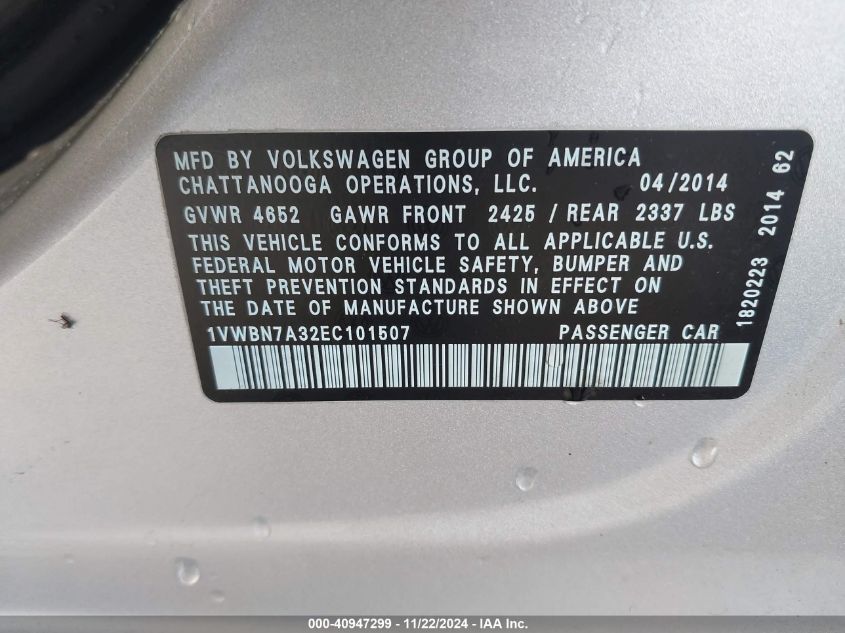 MFD BY VOLKSWAGEN GROUP OF AMERICA
CHATTANOOGA OPERATIONS, LLC. 04/2014
GVWR 4652 GAWR FRONT 2425 / REAR 2337 LBS
THIS VEHICLE CONFORMS TO ALL APPLICABLE U.S.
FEDERAL MOTOR VEHICLE SAFETY, BUMPER AND
THEFT PREVENTION STANDARDS IN EFFECT ON
THE DATE OF MANUFACTURE SHOWN ABOVE
1VWBN7A32EC101507 PASSENGER CAR
1820223 2014 62
000-40947299 - 11/22/2024 - IAA Inc.